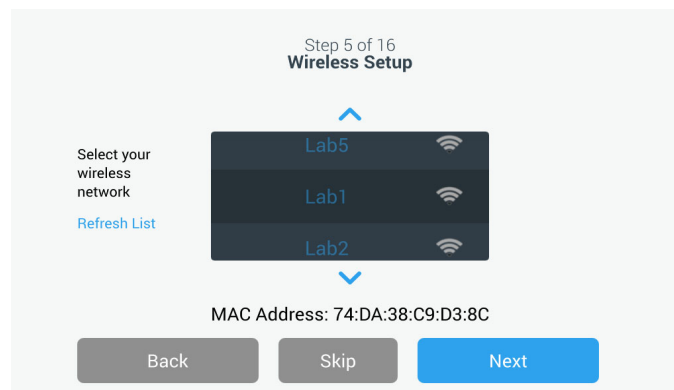 Step 5 of 16
Wireless Setup
Select your
wireless
network
Refresh List
Lab5
Lab1
Lab2
MAC Address: 74:DA:38:C9:D3:8C
Back
Skip
Next